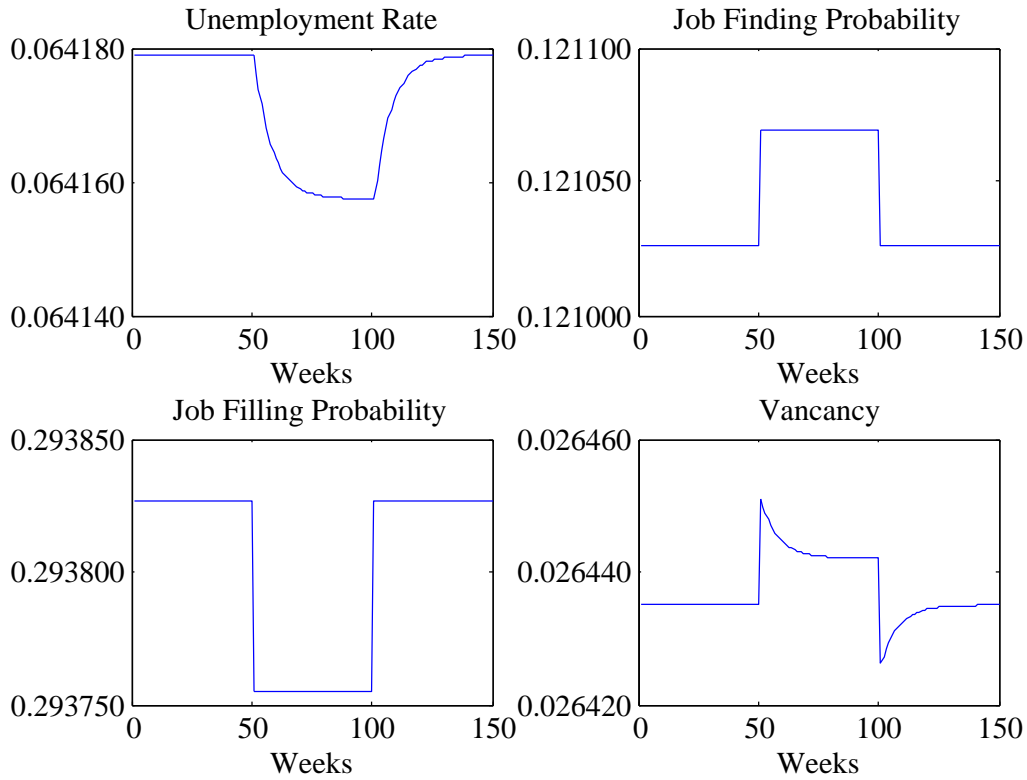 Unemployment Rate
0.064180
0.064160
0.064140
0 50 100 150
Weeks
Job Finding Probability
0.121100
0.121050
0.121000
0 50 100 150
Weeks
Job Filling Probability
0.293850
0.293800
0.293750
0 50 100 150
Weeks
Vancancy
0.026460
0.026440
0.026420
0 50 100 150
Weeks